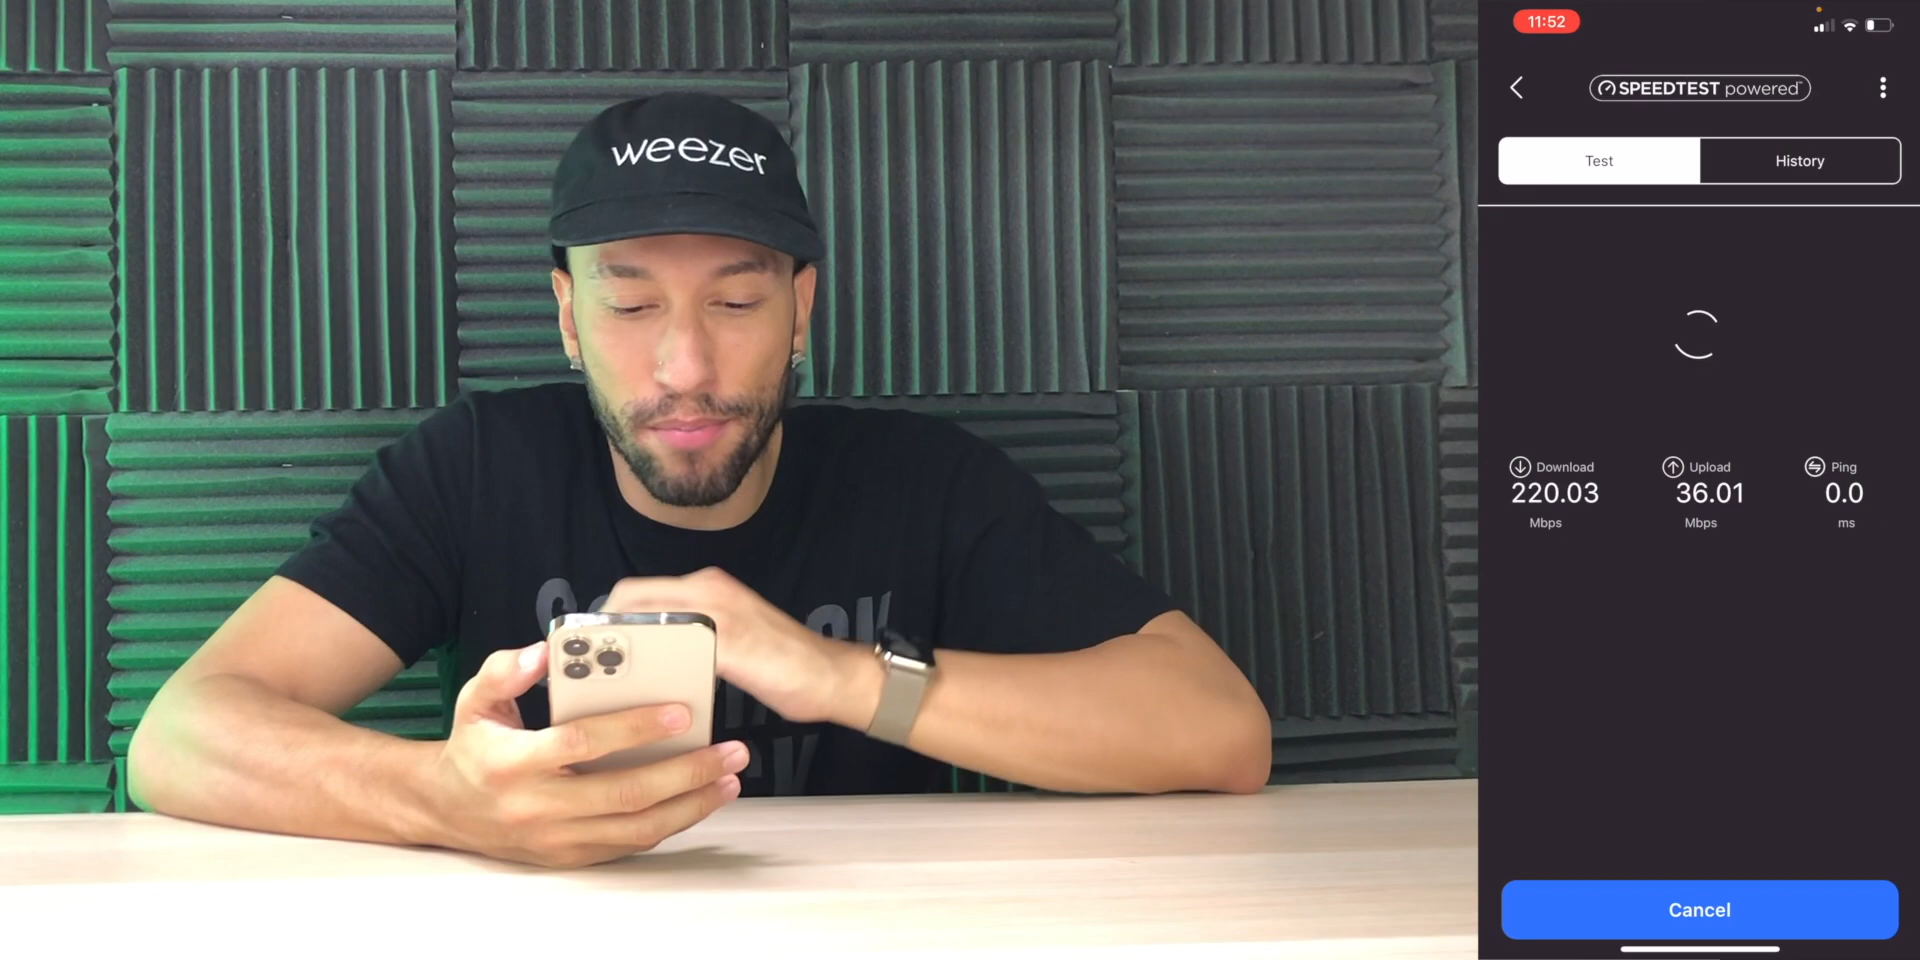 weezer
11:52
SPEEDTEST powered
Test
History
Download
Upload
Ping
220.03
36.01
0.0
Mbps
Mbps
ms
Cancel